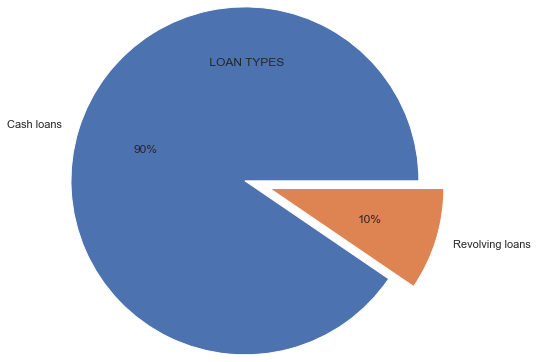 LOAN TYPES
Cash loans
90%
10%
Revolving loans